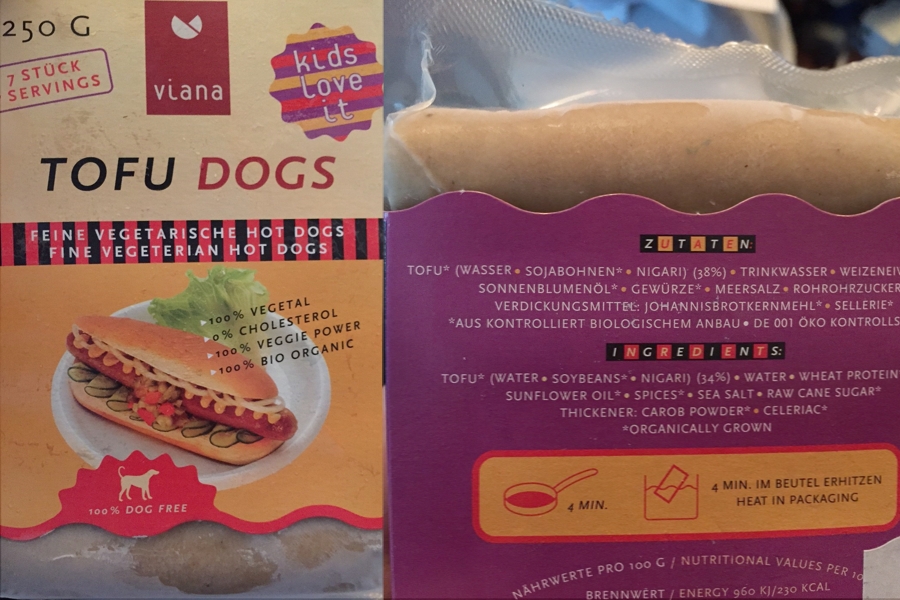 250 G
7 STÜCK
SERVINGS
viana
kids
love
it
TOFU DOGS
FEINE VEGETARISCHE HOT DOGS
FINE VEGETERIAN HOT DOGS
100% VEGETAL
0% CHOLESTEROL
100% VEGGIE POWER
100% BIO ORGANIC
100% DOG FREE
ZUTATEN:
TOFU* (WASSER • SOJABOHNEN* • NIGARI) (38%) • TRINKWASSER •
SONNENBLUMENÖL* • GEWÜRZE* • MEERSALZ • ROHROHRZUCKER
VERDICKUNGSMITTEL: JOHANNISBROTKERNMEHL* • SELLERIE*
*AUS KONTROLLIERT BIOLOGISCHEM ANBAU • DE 001 ÖKO KONTROLLS
INGREDIENTS:
TOFU* (WATER • SOYBEANS* • NIGARI) (34%) • WATER • WHEAT PROTEIN
SUNFLOWER OIL* • SPICES* • SEA SALT • RAW CANE SUGAR*
THICKENER: CAROB POWDER* • CELERIAC*
*ORGANICALLY GROWN
4 MIN.
4 MIN. IM BEUTEL ERHITZEN
HEAT IN PACKAGING
NÄHRWERTE PRO 100 G / NUTRITIONAL VALUES PER
BRENNWERT / ENERGY 960 KJ/230 KCAL